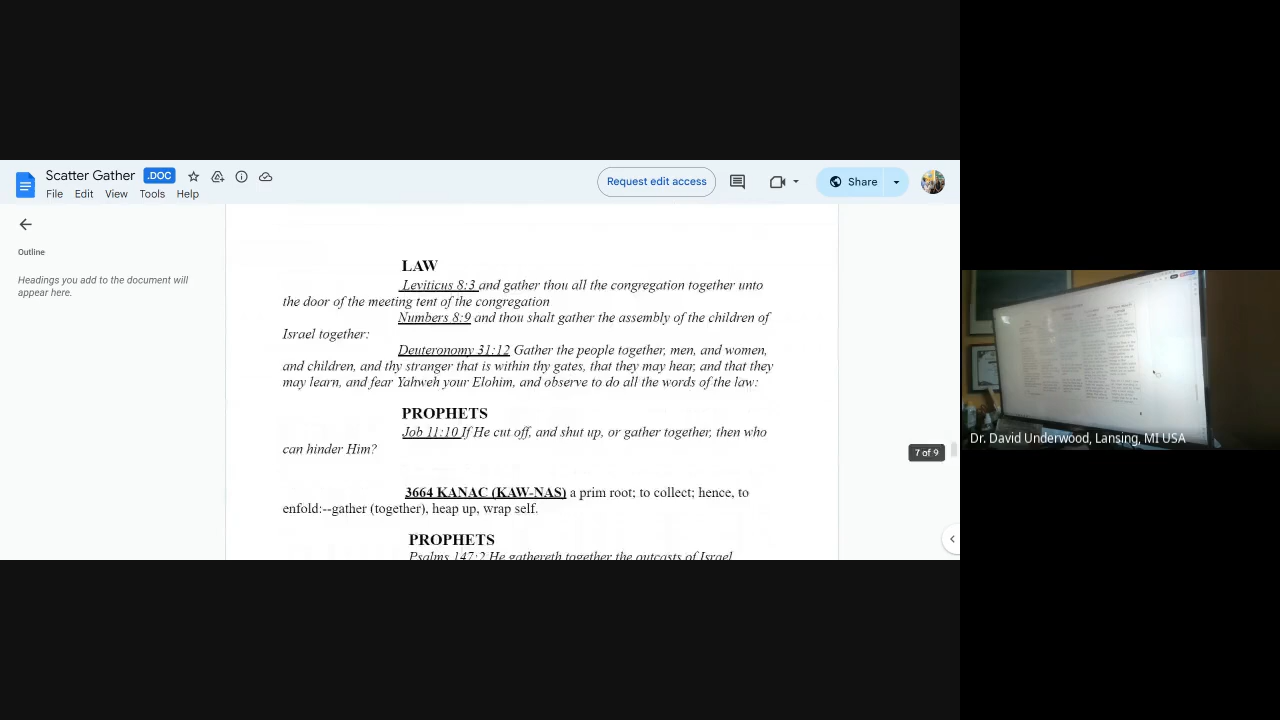 Scatter Gather .DOC
File Edit View Tools Help
Request edit access
Share
Outline
Headings you add to the document will
appear here.
LAW
Leviticus 8:3 and gather thou all the congregation together unto
the door of the meeting tent of the congregation
Numbers 8:9 and thou shalt gather the assembly of the children of
Israel together:
Deuteronomy 31:12 Gather the people together, men, and women,
and children, and thy stranger that is within thy gates, that they may hear, and that they
may learn, and fear Yahweh your Elohim, and observe to do all the words of the law:
PROPHETS
Job 11:10 If He cut off, and shut up, or gather together, then who
can hinder Him?
7 of 9
3664 KANAC (KAW-NAS) a prim root; to collect; hence, to
enfold:--gather (together), heap up, wrap self.
PROPHETS
Psalms 147:2 He gathereth together the outcasts of Israel
Dr. David Underwood, Lansing, MI USA